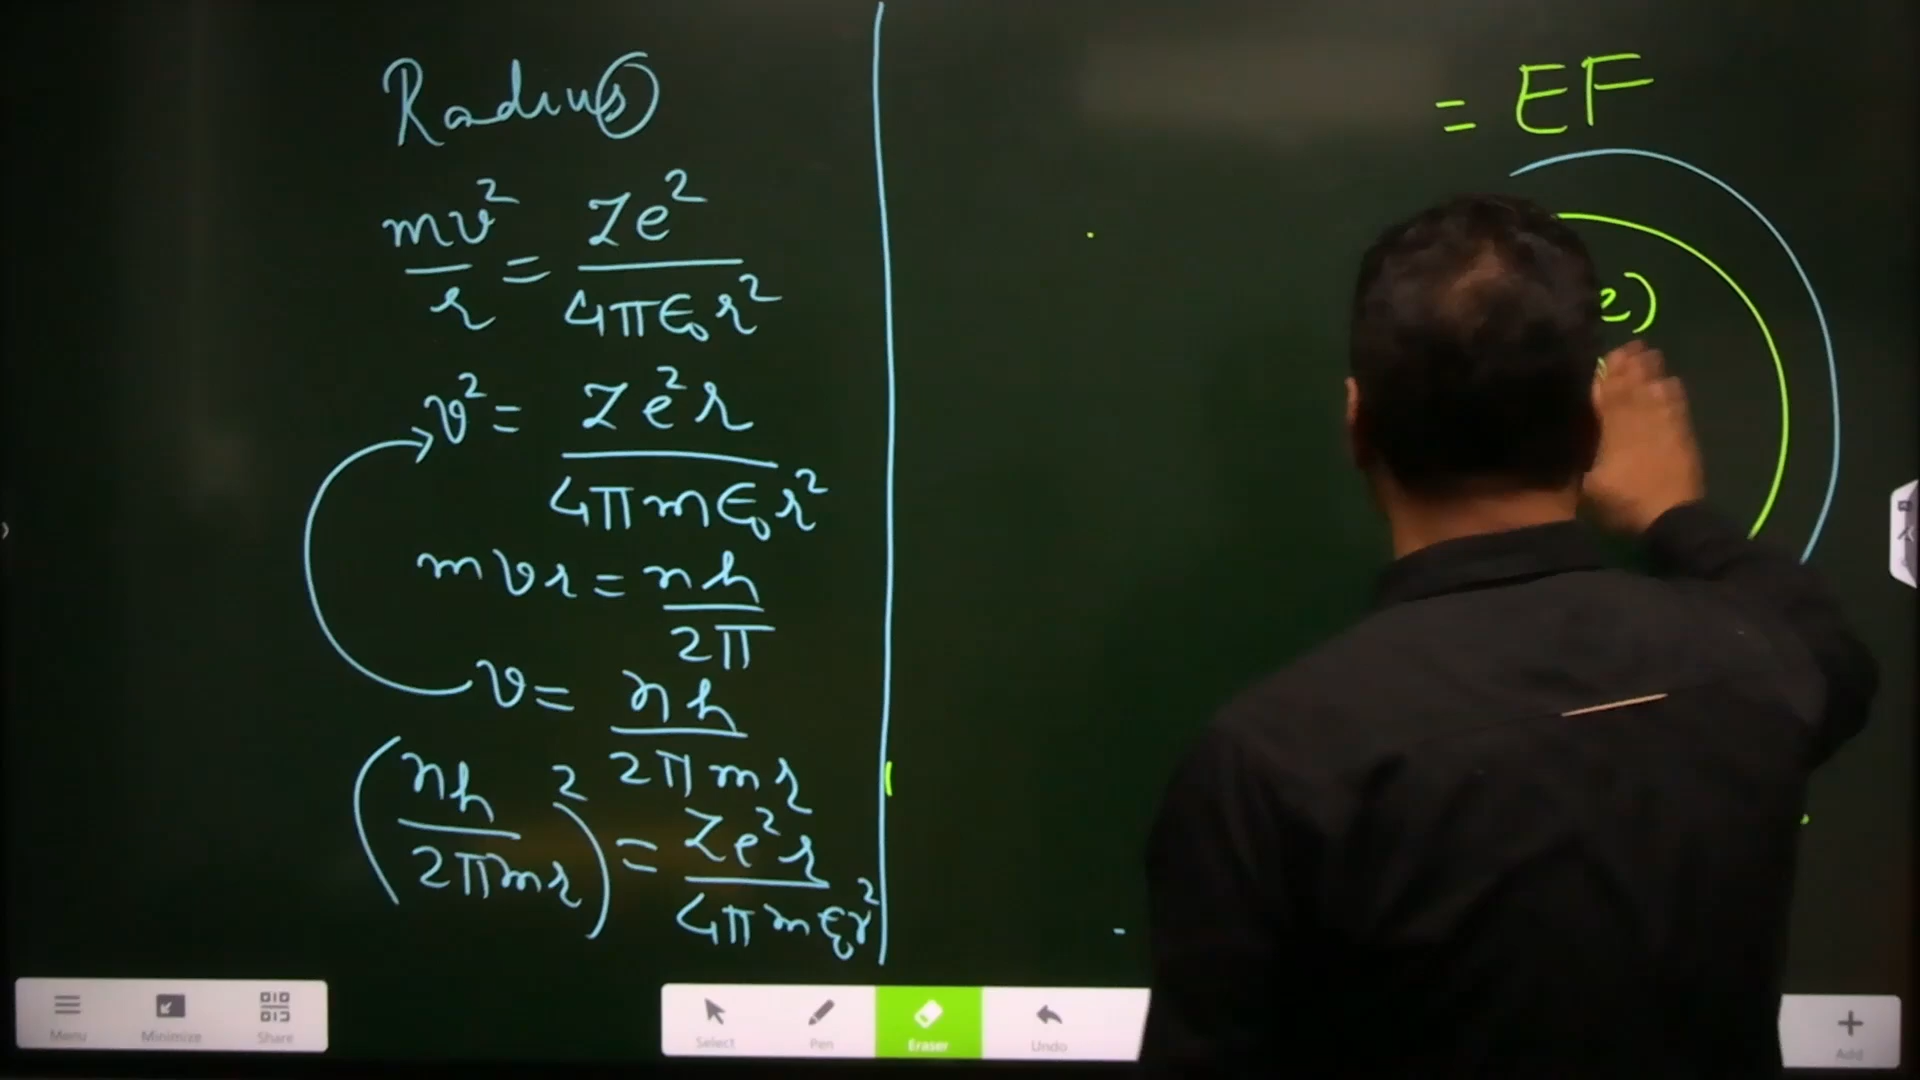 Radius
mv²/r = Ze²/4πε₀r²
v² = Ze²r/4πmε₀r²
mvr = nh/2π
v = nh/2πmr
(nh/2πmr)² = Ze²r/4πmε₀r²
= EF
e)
Menu
Minimize
Share
Select
Pen
Eraser
Undo
Add